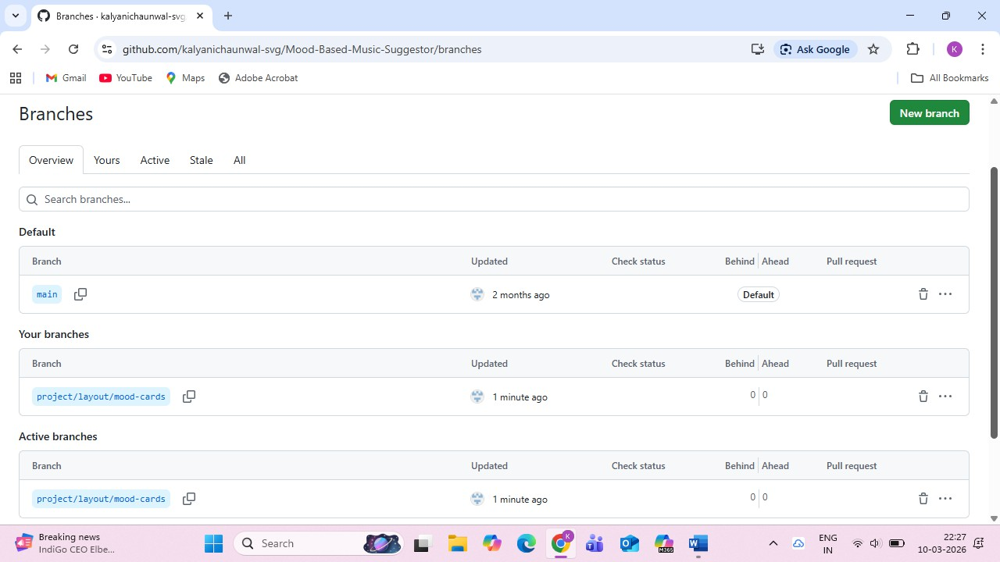 Branches · kalyanichaunwal-svg
github.com/kalyanichaunwal-svg/Mood-Based-Music-Suggestor/branches
Ask Google
K
Gmail
YouTube
Maps
Adobe Acrobat
All Bookmarks
Branches
New branch
Overview
Yours
Active
Stale
All
Search branches...
Default
Branch Updated Check status Behind Ahead Pull request
main 2 months ago Default
Your branches
Branch Updated Check status Behind Ahead Pull request
project/layout/mood-cards 1 minute ago 0 0
Active branches
Branch Updated Check status Behind Ahead Pull request
project/layout/mood-cards 1 minute ago 0 0
Breaking news
IndiGo CEO Elbe...
Search
K
M365
ENG
IN
22:27
10-03-2026